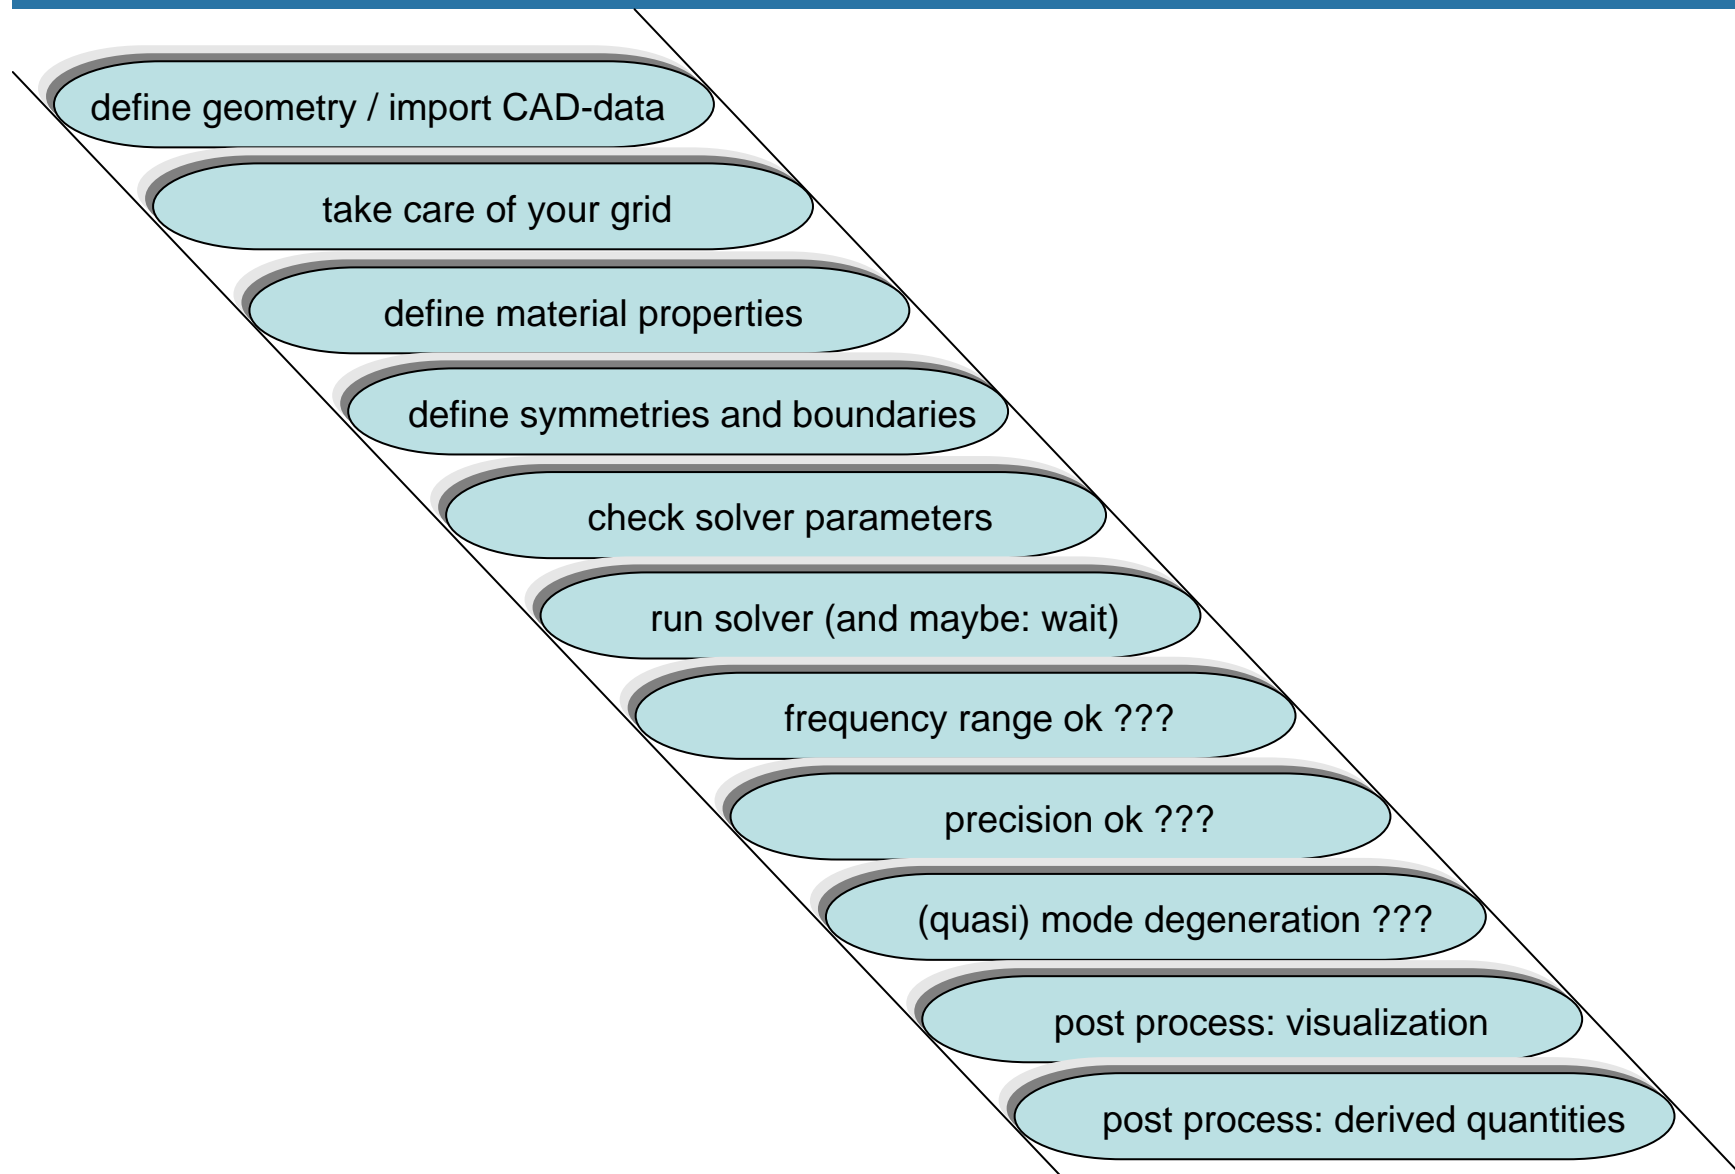 define geometry / import CAD-data
take care of your grid
define material properties
define symmetries and boundaries
check solver parameters
run solver (and maybe: wait)
frequency range ok ???
precision ok ???
(quasi) mode degeneration ???
post process: visualization
post process: derived quantities